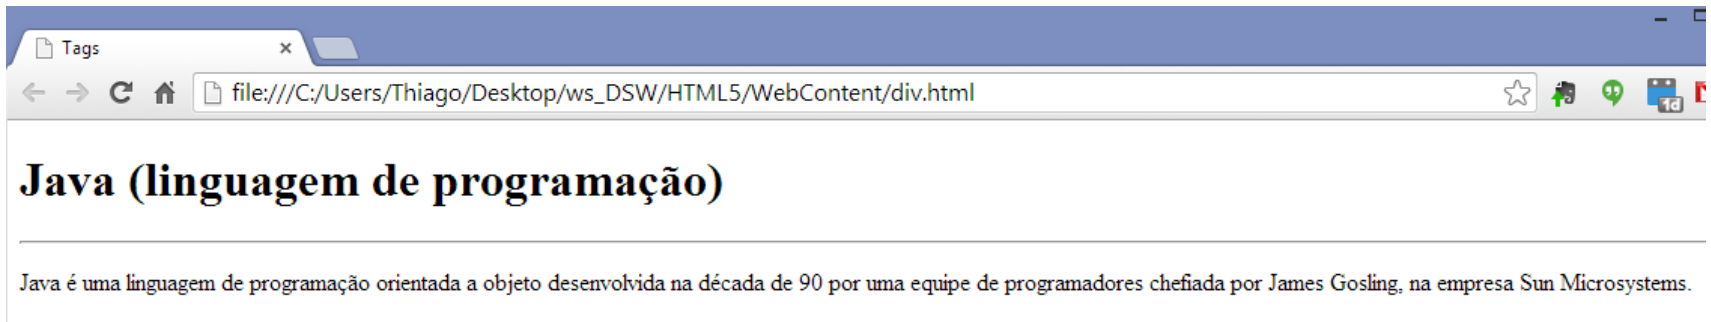 Tags
file:///C:/Users/Thiago/Desktop/ws_DSW/HTML5/WebContent/div.html
1d
Java (linguagem de programação)
Java é uma linguagem de programação orientada a objeto desenvolvida na década de 90 por uma equipe de programadores chefiada por James Gosling, na empresa Sun Microsystems.